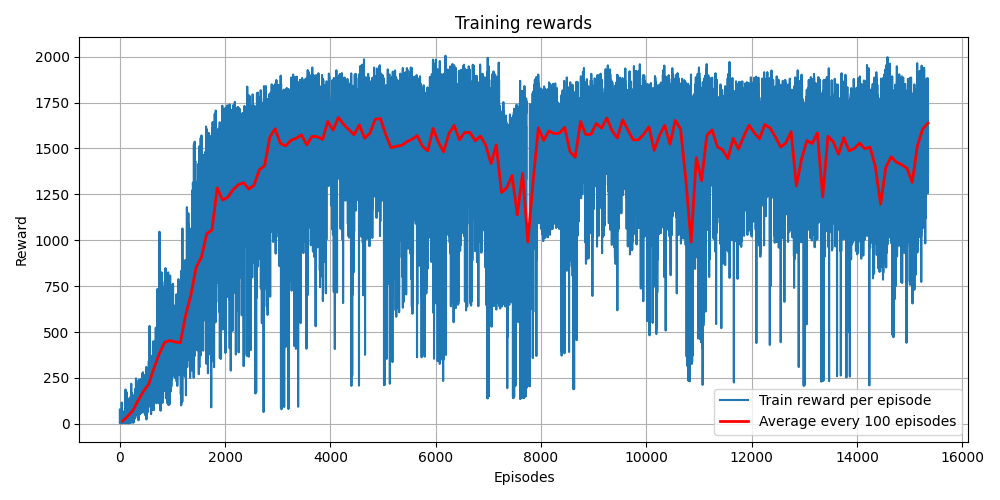 Training rewards
2000
1750
1500
1250
1000
750
500
250
0
Reward
0 2000 4000 6000 8000 10000 12000 14000 16000
Episodes
Train reward per episode
Average every 100 episodes